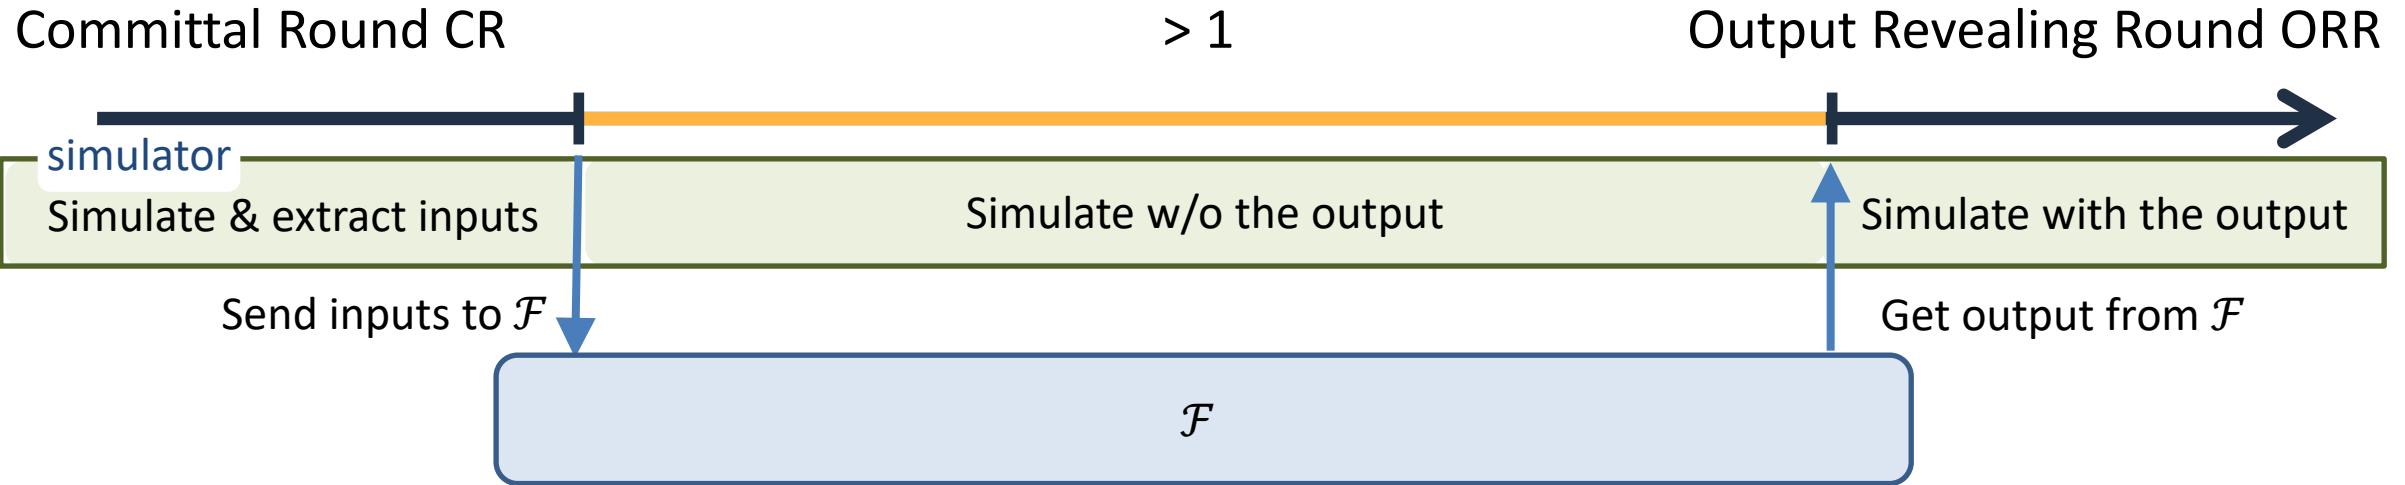 Committal Round CR
> 1
Output Revealing Round ORR
simulator
Simulate & extract inputs
Simulate w/o the output
Simulate with the output
Send inputs to ℱ
Get output from ℱ
ℱ